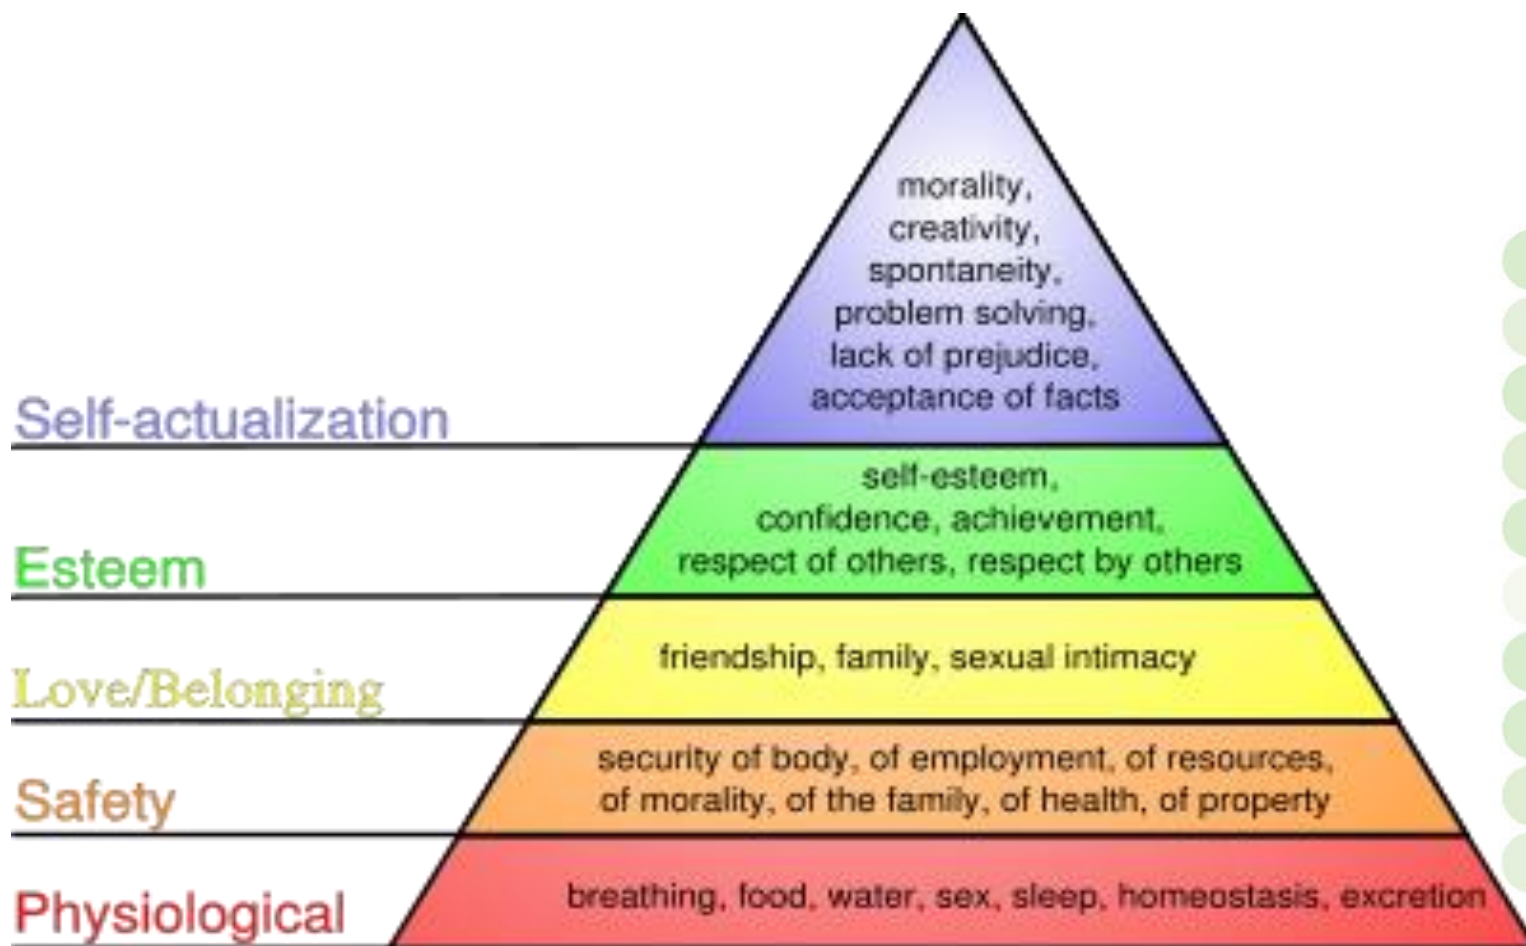 morality,
creativity,
spontaneity,
problem solving,
lack of prejudice,
acceptance of facts
Self-actualization
self-esteem,
confidence, achievement,
respect of others, respect by others
Esteem
friendship, family, sexual intimacy
Love/Belonging
security of body, of employment, of resources,
of morality, of the family, of health, of property
Safety
breathing, food, water, sex, sleep, homeostasis, excretion
Physiological